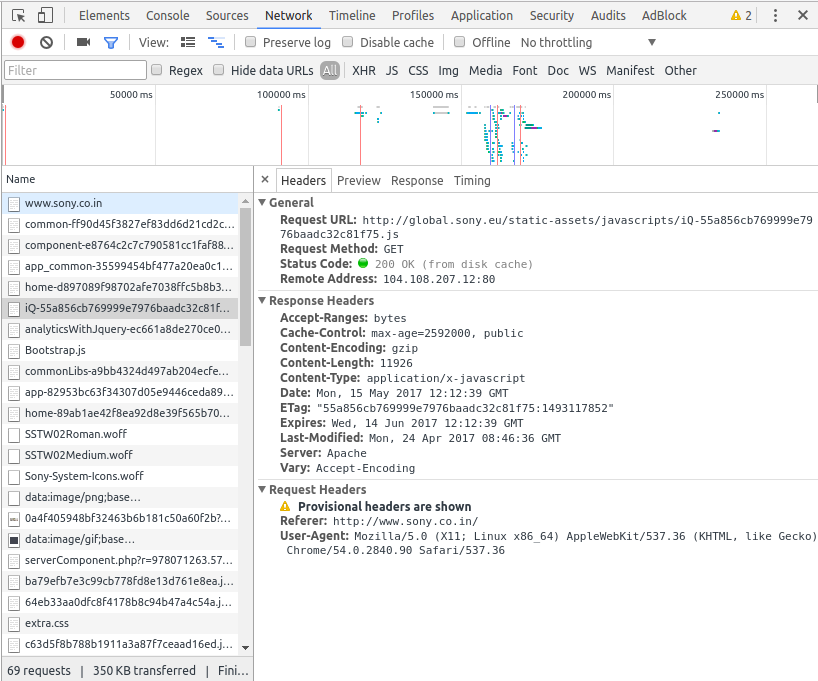 Elements Console Sources Network Timeline Profiles Application Security Audits AdBlock 2
View: Preserve log Disable cache Offline No throttling
Filter Regex Hide data URLs All XHR JS CSS Img Media Font Doc WS Manifest Other
50000 ms 100000 ms 150000 ms 200000 ms 250000 ms
Name
www.sony.co.in
common-ff90d45f3827ef83dd6d21cd2c...
component-e8764c2c7c790581cc1faf88...
app_common-35599454bf477a20ea0c1...
home-d897089f98702afe7038ffc5b8b3...
iQ-55a856cb769999e7976baadc32c81f...
analyticsWithJquery-ec661a8de270ce0...
Bootstrap.js
commonLibs-a9bb4324d497ab204ecfe...
app-82953bc63f34307d05e9446ceda89...
home-89ab1ae42f8ea92d8e39f565b70...
SSTW02Roman.woff
SSTW02Medium.woff
Sony-System-Icons.woff
data:image/png;base...
0a4f405948bf32463b6b181c50a60f2b?...
data:image/gif;base...
serverComponent.php?r=978071263.57...
ba79efb7e3c99cb778fd8e13d761e8ea.j...
64eb33aa0dfc8f4178b8c94b47a4c54a.j...
extra.css
c63d5f8b788b1911a3a87f7ceaad16ed.j...
69 requests | 350 KB transferred | Fini...
× Headers Preview Response Timing
General
Request URL: http://global.sony.eu/static-assets/javascripts/iQ-55a856cb769999e79
76baadc32c81f75.js
Request Method: GET
Status Code: 200 OK (from disk cache)
Remote Address: 104.108.207.12:80
Response Headers
Accept-Ranges: bytes
Cache-Control: max-age=2592000, public
Content-Encoding: gzip
Content-Length: 11926
Content-Type: application/x-javascript
Date: Mon, 15 May 2017 12:12:39 GMT
ETag: "55a856cb769999e7976baadc32c81f75:1493117852"
Expires: Wed, 14 Jun 2017 12:12:39 GMT
Last-Modified: Mon, 24 Apr 2017 08:46:36 GMT
Server: Apache
Vary: Accept-Encoding
Request Headers
Provisional headers are shown
Referer: http://www.sony.co.in/
User-Agent: Mozilla/5.0 (X11; Linux x86_64) AppleWebKit/537.36 (KHTML, like Gecko)
Chrome/54.0.2840.90 Safari/537.36